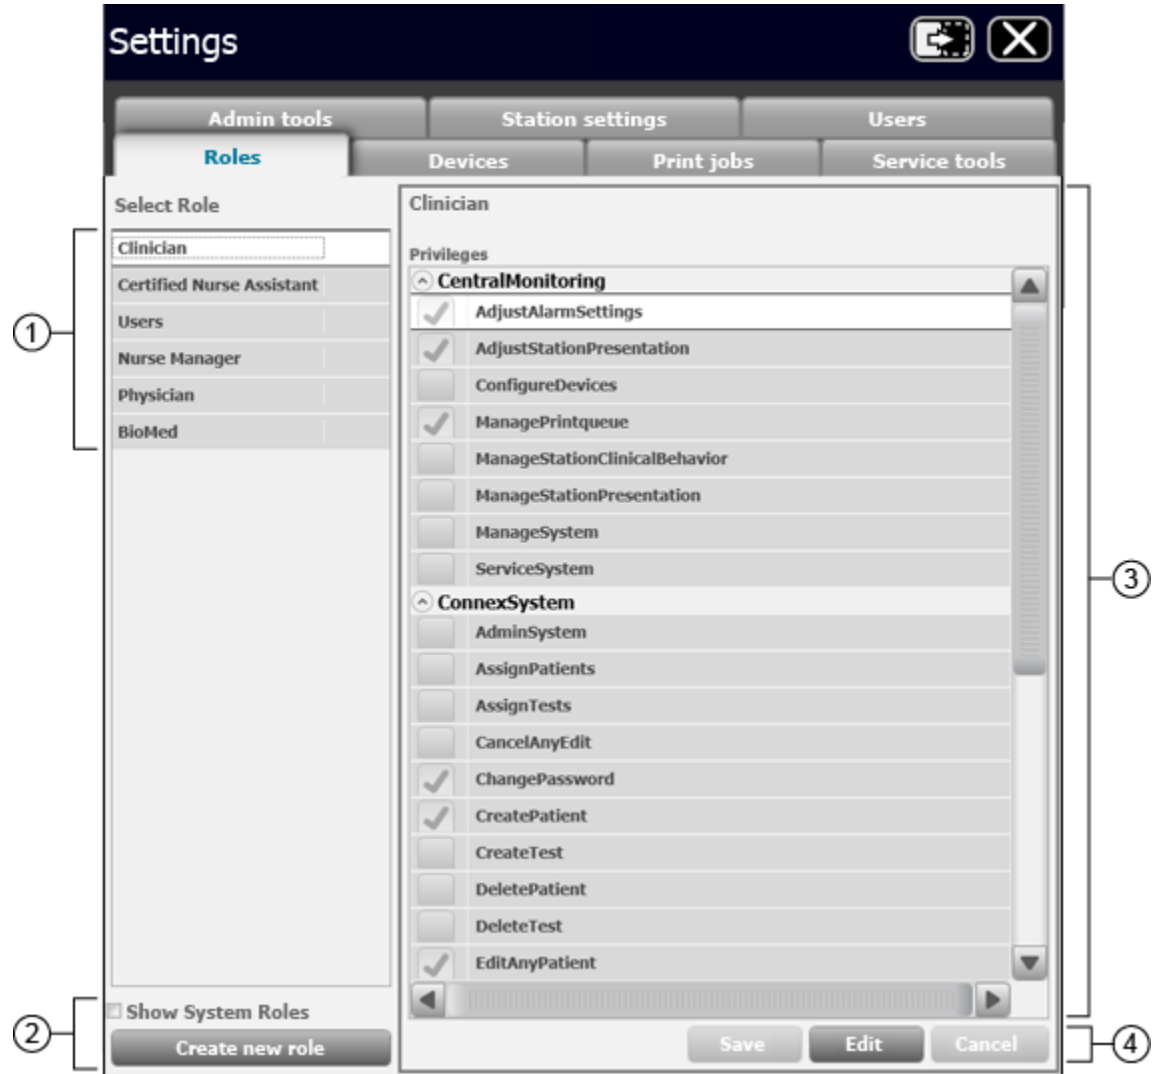 Settings
Admin tools
Station settings
Users
Roles
Devices
Print jobs
Service tools
Select Role
Clinician
Certified Nurse Assistant
Users
Nurse Manager
Physician
BioMed
Show System Roles
Create new role
Clinician
Privileges
CentralMonitoring
AdjustAlarmSettings
AdjustStationPresentation
ConfigureDevices
ManagePrintqueue
ManageStationClinicalBehavior
ManageStationPresentation
ManageSystem
ServiceSystem
ConnexSystem
AdminSystem
AssignPatients
AssignTests
CancelAnyEdit
ChangePassword
CreatePatient
CreateTest
DeletePatient
DeleteTest
EditAnyPatient
Save
Edit
Cancel
1
2
3
4